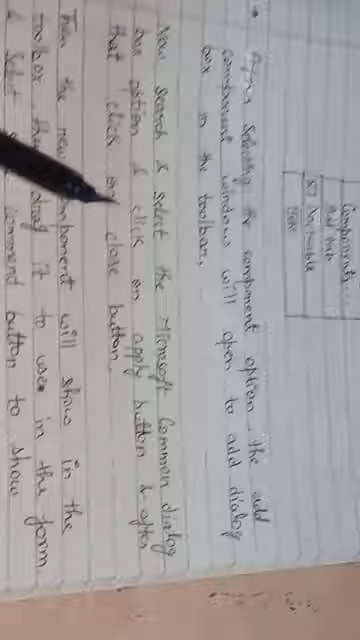 Components...
Add tab
Use
After selecting the component option, the add
component window will open to add dialog
box in the toolbar.
Now search & select the Microsoft Common dialog
box option & click on apply button & after
that click on close button.
Then the new component will show in the
toolbox, then drag it to use in the form
& select command button to show